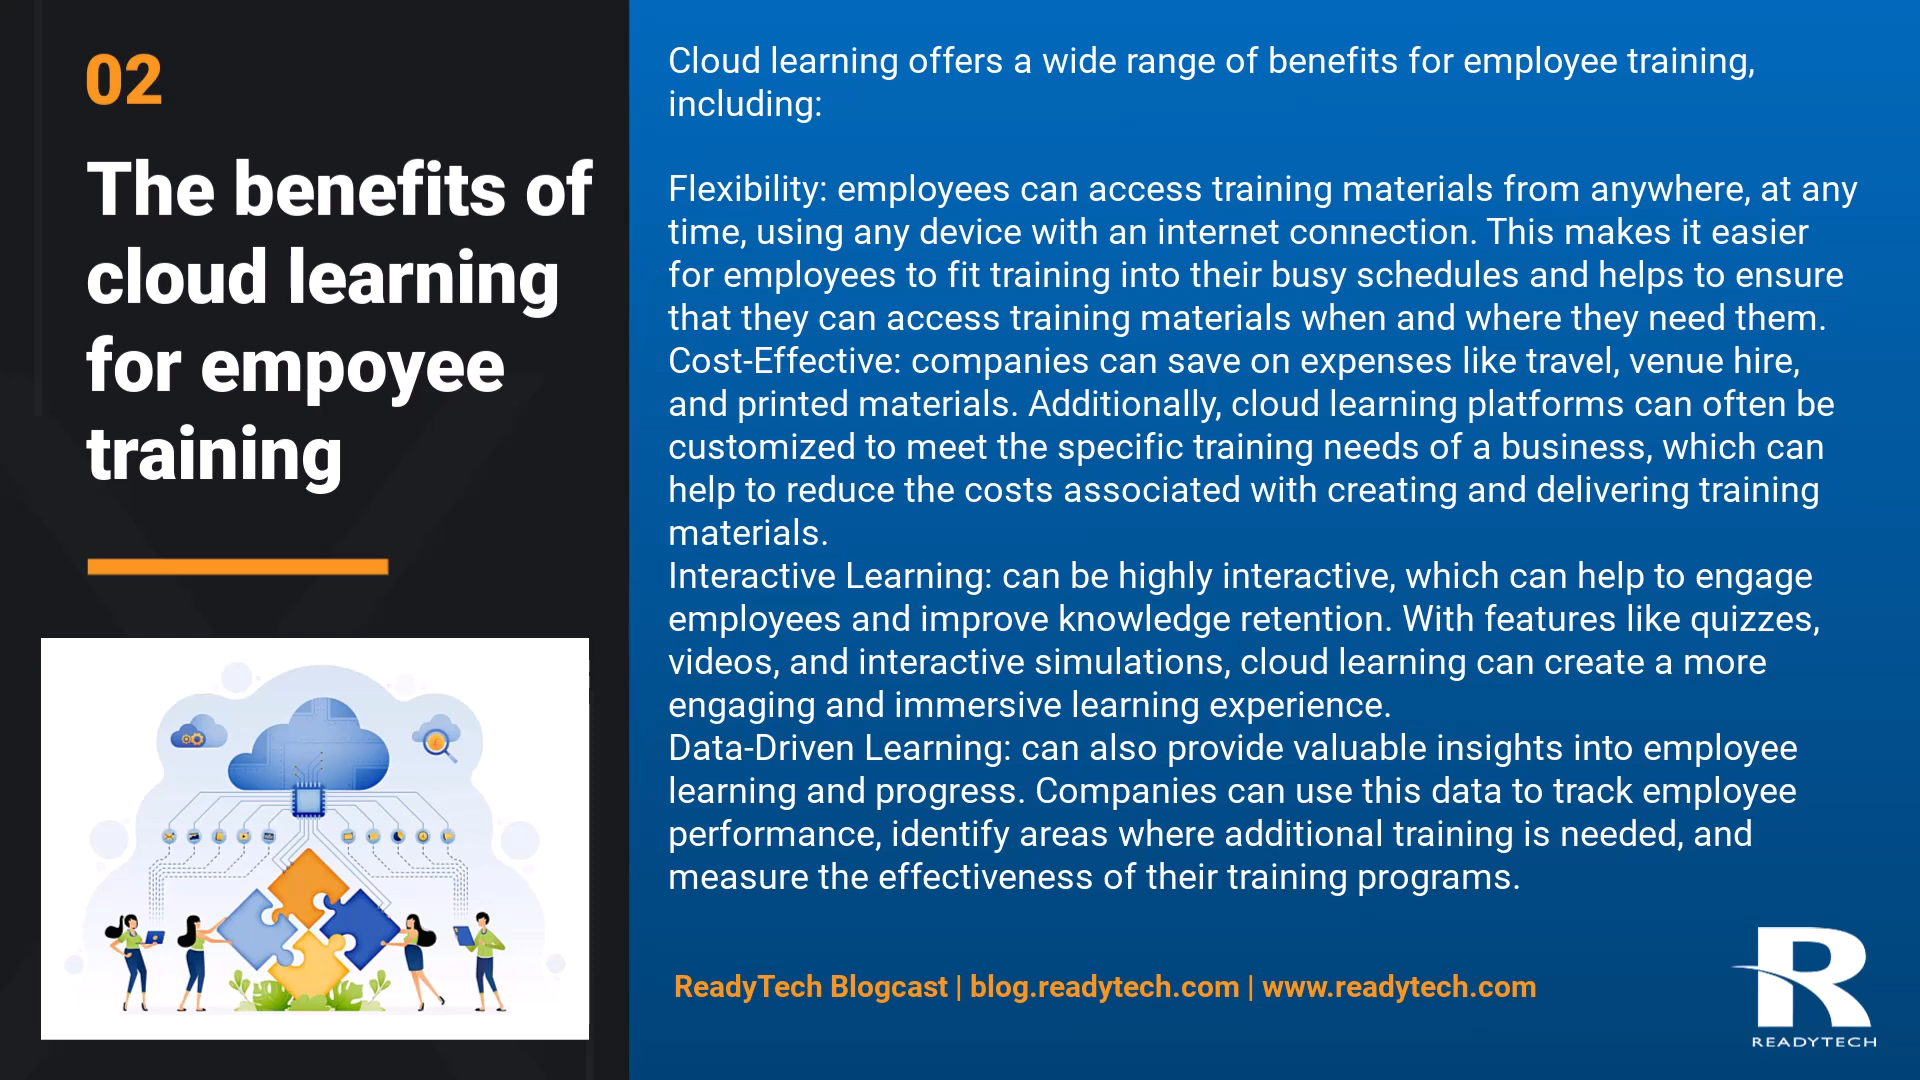 02
The benefits of
cloud learning
for empoyee
training
Cloud learning offers a wide range of benefits for employee training,
including:
Flexibility: employees can access training materials from anywhere, at any
time, using any device with an internet connection. This makes it easier
for employees to fit training into their busy schedules and helps to ensure
that they can access training materials when and where they need them.
Cost-Effective: companies can save on expenses like travel, venue hire,
and printed materials. Additionally, cloud learning platforms can often be
customized to meet the specific training needs of a business, which can
help to reduce the costs associated with creating and delivering training
materials.
Interactive Learning: can be highly interactive, which can help to engage
employees and improve knowledge retention. With features like quizzes,
videos, and interactive simulations, cloud learning can create a more
engaging and immersive learning experience.
Data-Driven Learning: can also provide valuable insights into employee
learning and progress. Companies can use this data to track employee
performance, identify areas where additional training is needed, and
measure the effectiveness of their training programs.
ReadyTech Blogcast | blog.readytech.com | www.readytech.com
R
READYTECH